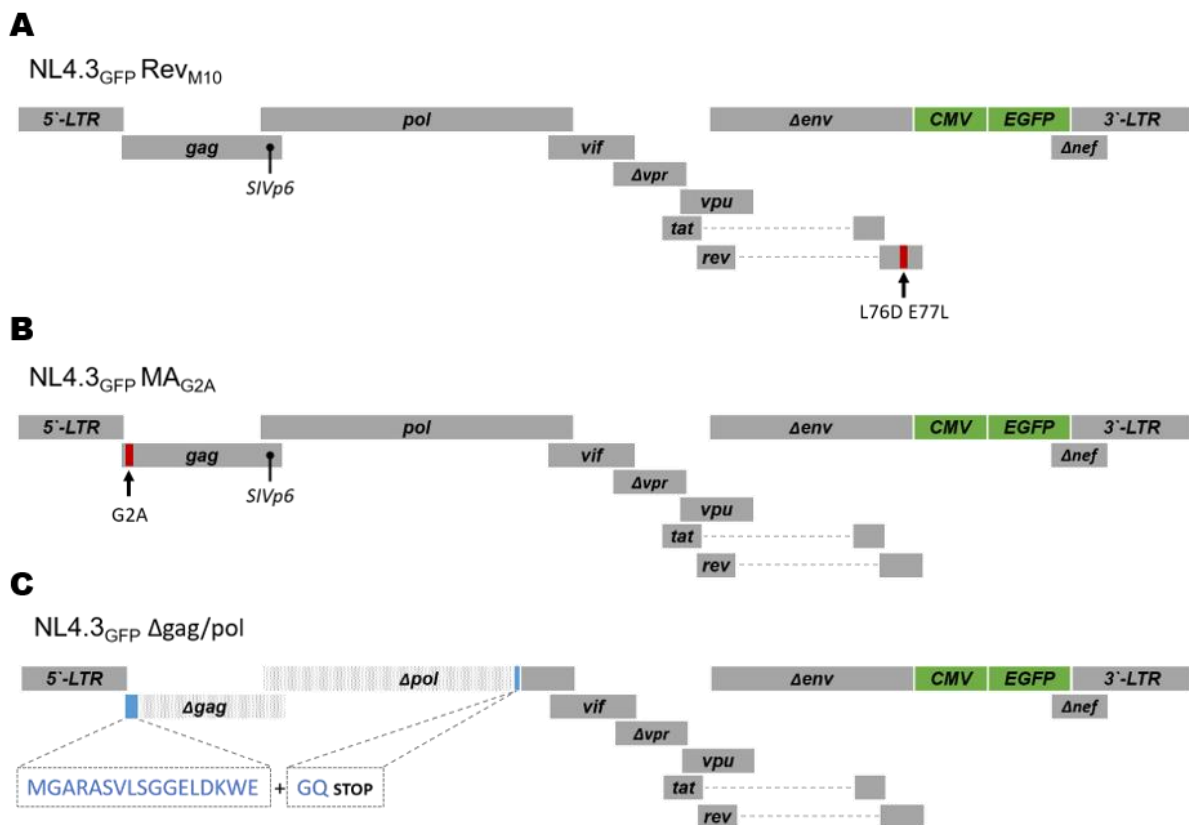 A
NL4.3GFP RevM10
5`-LTR pol Δenv CMV EGFP 3`-LTR
gag vif Δnef
SIVp6 Δvpr
vpu
tat
rev
L76D E77L
B
NL4.3GFP MAG2A
5`-LTR pol Δenv CMV EGFP 3`-LTR
gag vif Δnef
G2A SIVp6 Δvpr
vpu
tat
rev
C
NL4.3GFP Δgag/pol
5`-LTR Δpol Δenv CMV EGFP 3`-LTR
Δgag vif Δnef
Δvpr
vpu
MGARASVLSGGELDKWE + GQ STOP tat
rev